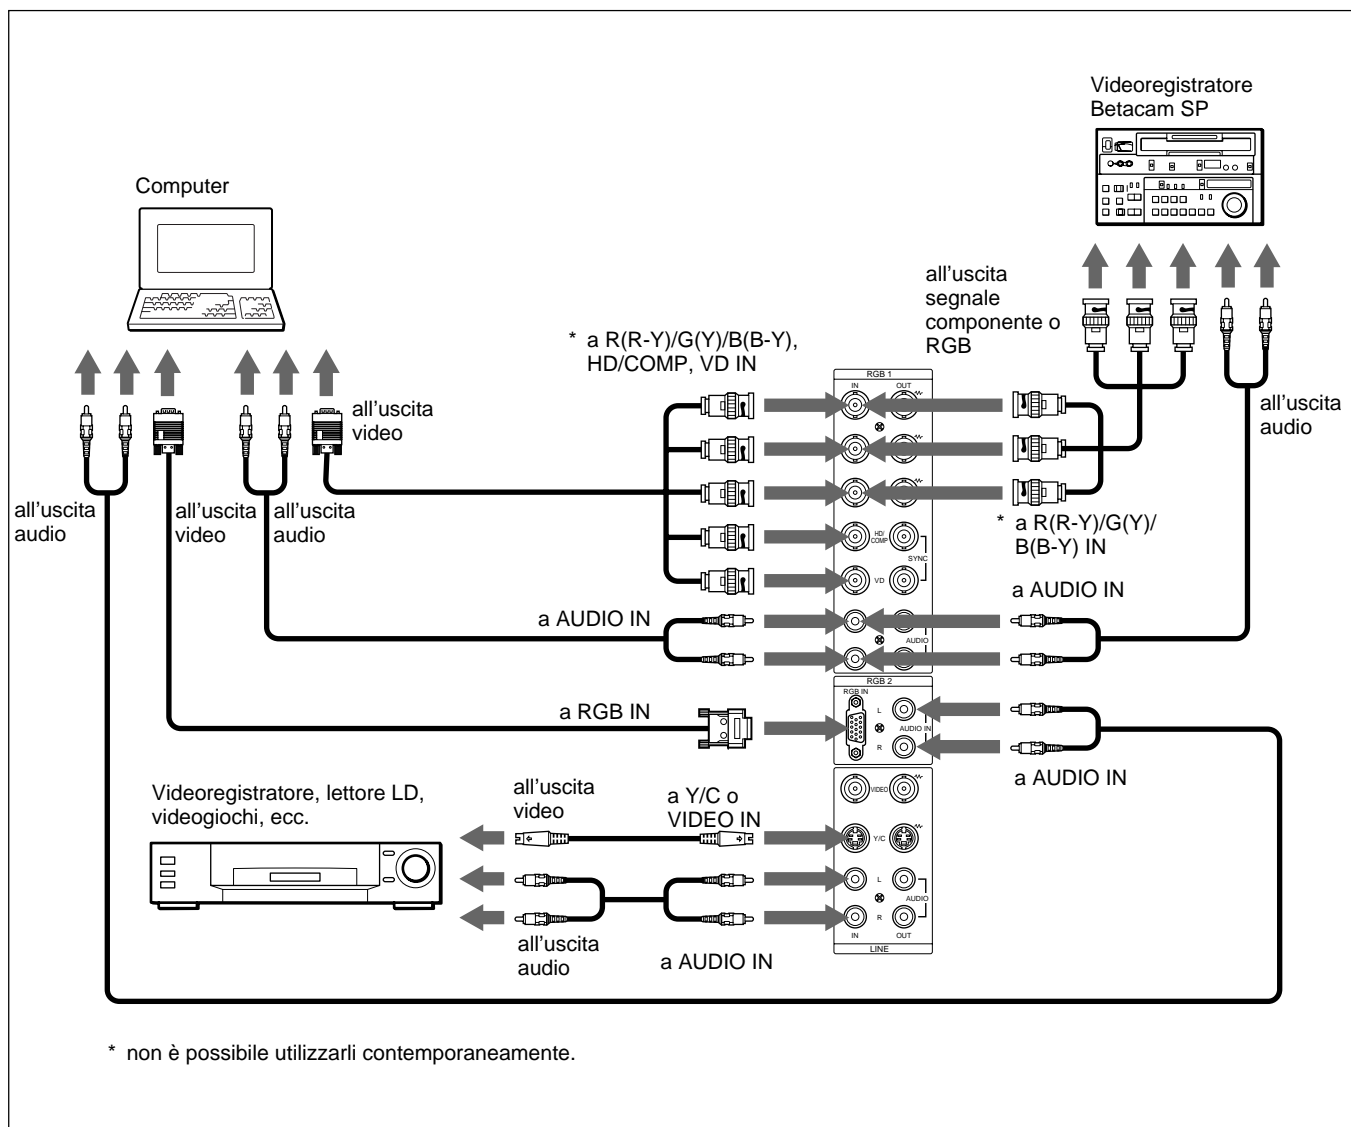 Videoregistratore
Betacam SP
Computer
all'uscita
segnale
componente o
RGB
* a R(R-Y)/G(Y)/B(B-Y),
HD/COMP, VD IN
all'uscita
video
all'uscita
audio
all'uscita
audio
all'uscita
video
all'uscita
audio
RGB 1
IN
OUT
HD/
COMP
SYNC
VD
AUDIO
* a R(R-Y)/G(Y)/
B(B-Y) IN
a AUDIO IN
a AUDIO IN
RGB 2
RGB IN
L
AUDIO IN
R
a RGB IN
a AUDIO IN
Videoregistratore, lettore LD,
videogiochi, ecc.
all'uscita
video
a Y/C o
VIDEO IN
VIDEO
Y/C
L
AUDIO
R
IN
OUT
LINE
all'uscita
audio
a AUDIO IN
* non è possibile utilizzarli contemporaneamente.